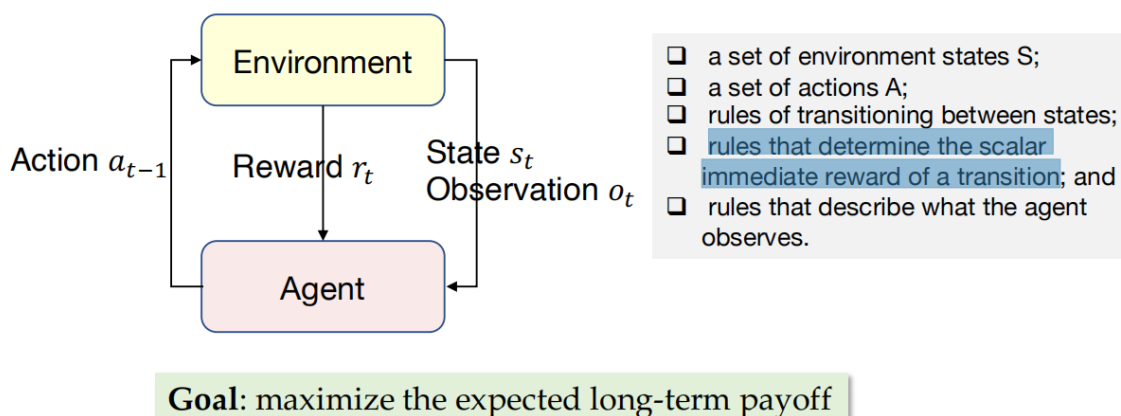 Environment
Action a_{t-1}
Reward r_t
State s_t
Observation o_t
Agent
❑ a set of environment states S;
❑ a set of actions A;
❑ rules of transitioning between states;
❑ rules that determine the scalar
immediate reward of a transition; and
❑ rules that describe what the agent
observes.
Goal: maximize the expected long-term payoff